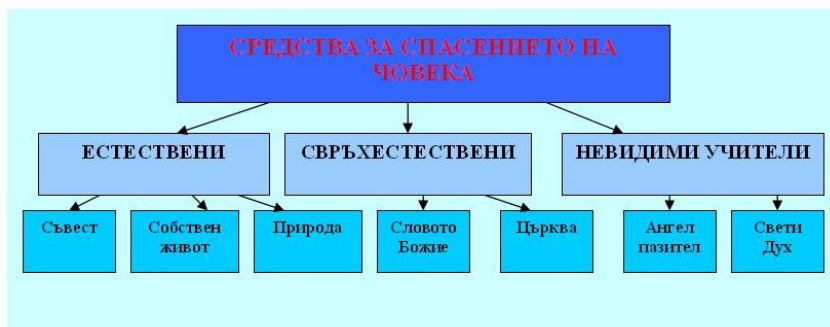 СРЕДСТВА ЗА СПАСЕНИЕТО НА
ЧОВЕКА
ЕСТЕСТВЕНИ
СВРЪХЕСТЕСТВЕНИ
НЕВИДИМИ УЧИТЕЛИ
Съвест
Собствен
живот
Природа
Словото
Божие
Църква
Ангел
пазител
Свети
Дух